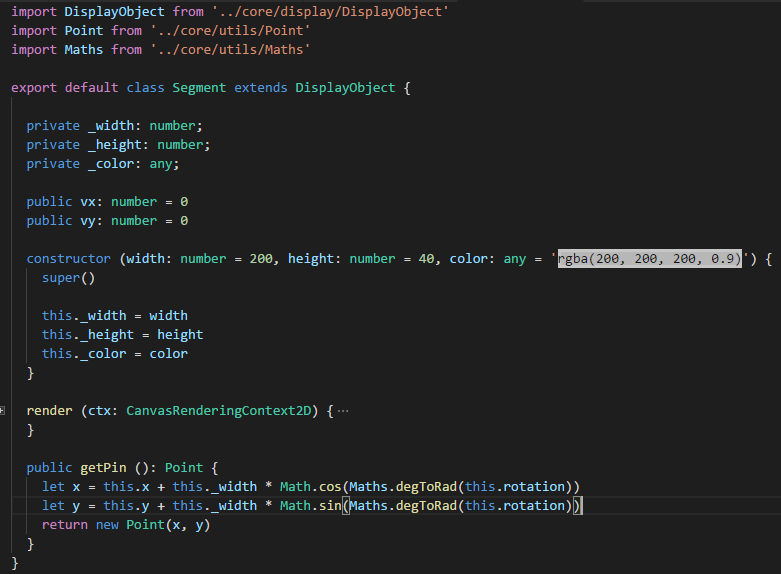 import DisplayObject from '../core/display/DisplayObject'
import Point from '../core/utils/Point'
import Maths from '../core/utils/Maths'
export default class Segment extends DisplayObject {
private _width: number;
private _height: number;
private _color: any;
public vx: number = 0
public vy: number = 0
constructor (width: number = 200, height: number = 40, color: any = 'rgba(200, 200, 200, 0.9)') {
super()
this._width = width
this._height = height
this._color = color
}
render (ctx: CanvasRenderingContext2D) {···
}
public getPin (): Point {
let x = this.x + this._width * Math.cos(Maths.degToRad(this.rotation))
let y = this.y + this._width * Math.sin(Maths.degToRad(this.rotation))
return new Point(x, y)
}
}